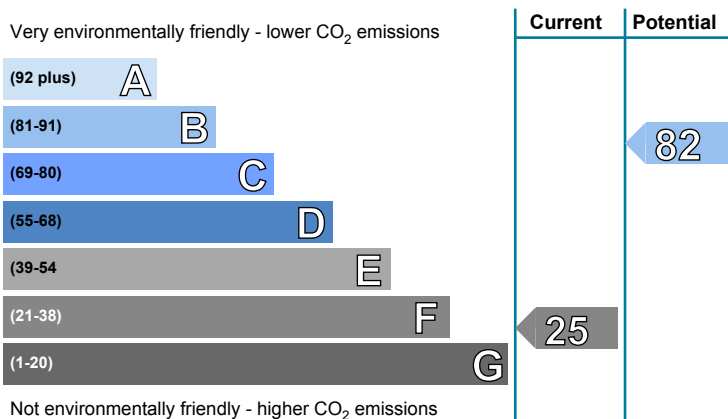 Current Potential
Very environmentally friendly - lower CO2 emissions
(92 plus) A
(81-91) B
82
(69-80) C
(55-68) D
(39-54 E
(21-38) F
25
(1-20) G
Not environmentally friendly - higher CO2 emissions